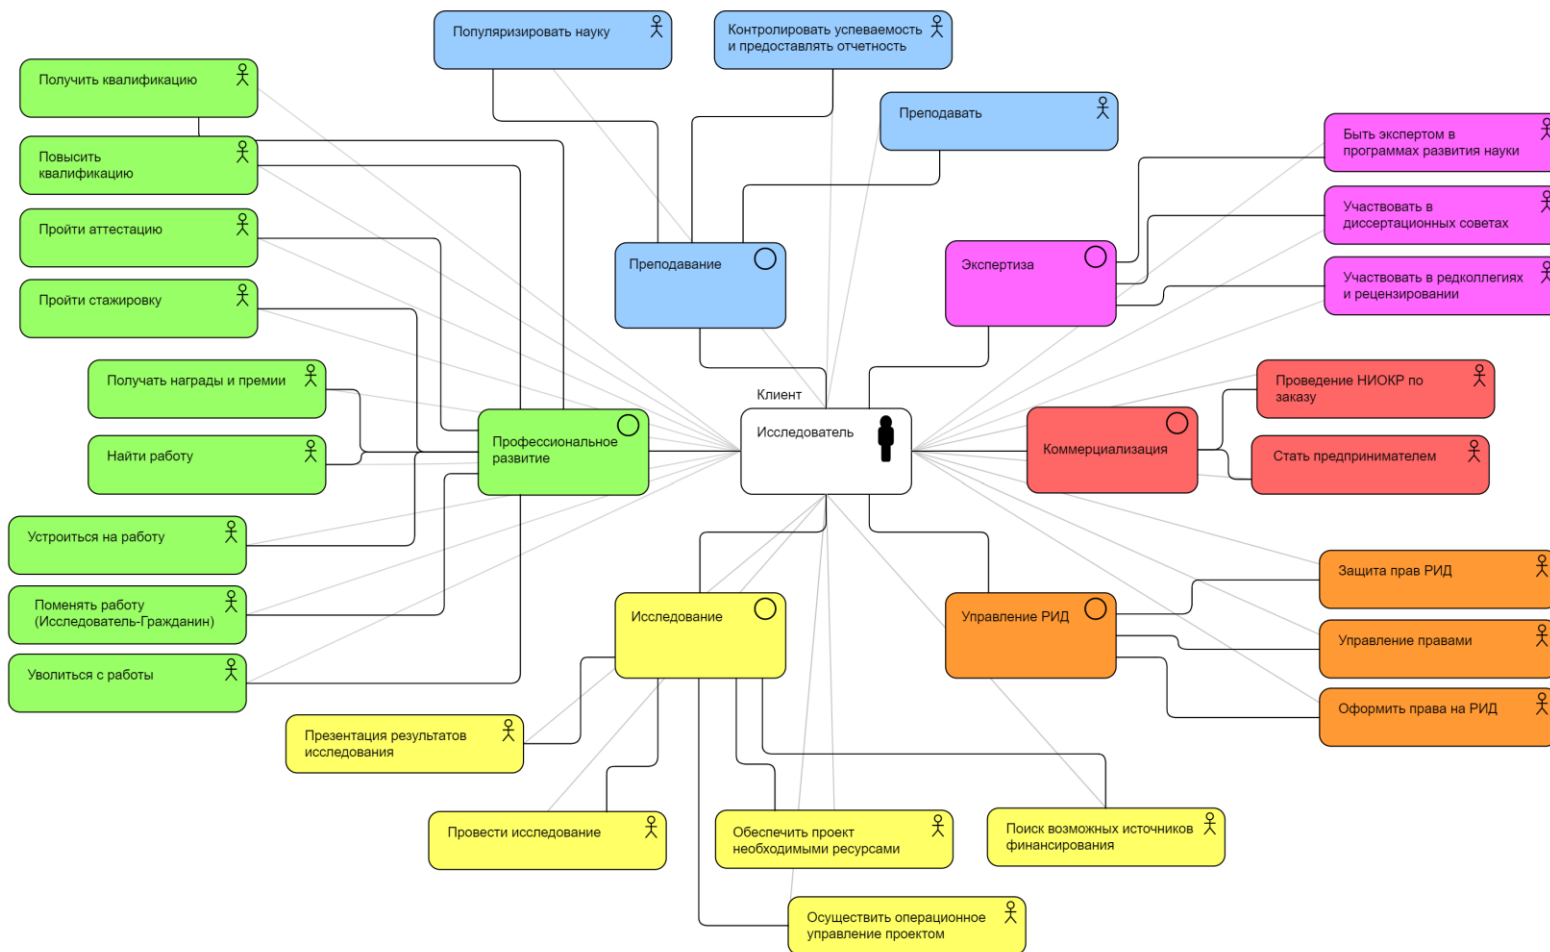 Популяризировать науку
Контролировать успеваемость
и предоставлять отчетность
Получить квалификацию
Преподавать
Быть экспертом в
программах развития науки
Повысить
квалификацию
Участвовать в
диссертационных советах
Пройти аттестацию
Преподавание
Экспертиза
Участвовать в редколлегиях
и рецензировании
Пройти стажировку
Получать награды и премии
Проведение НИОКР по
заказу
Клиент
Исследователь
Профессиональное
развитие
Коммерциализация
Найти работу
Стать предпринимателем
Устроиться на работу
Защита прав РИД
Поменять работу
(Исследователь-Гражданин)
Исследование
Управление РИД
Управление правами
Уволиться с работы
Оформить права на РИД
Презентация результатов
исследования
Провести исследование
Обеспечить проект
необходимыми ресурсами
Поиск возможных источников
финансирования
Осуществить операционное
управление проектом